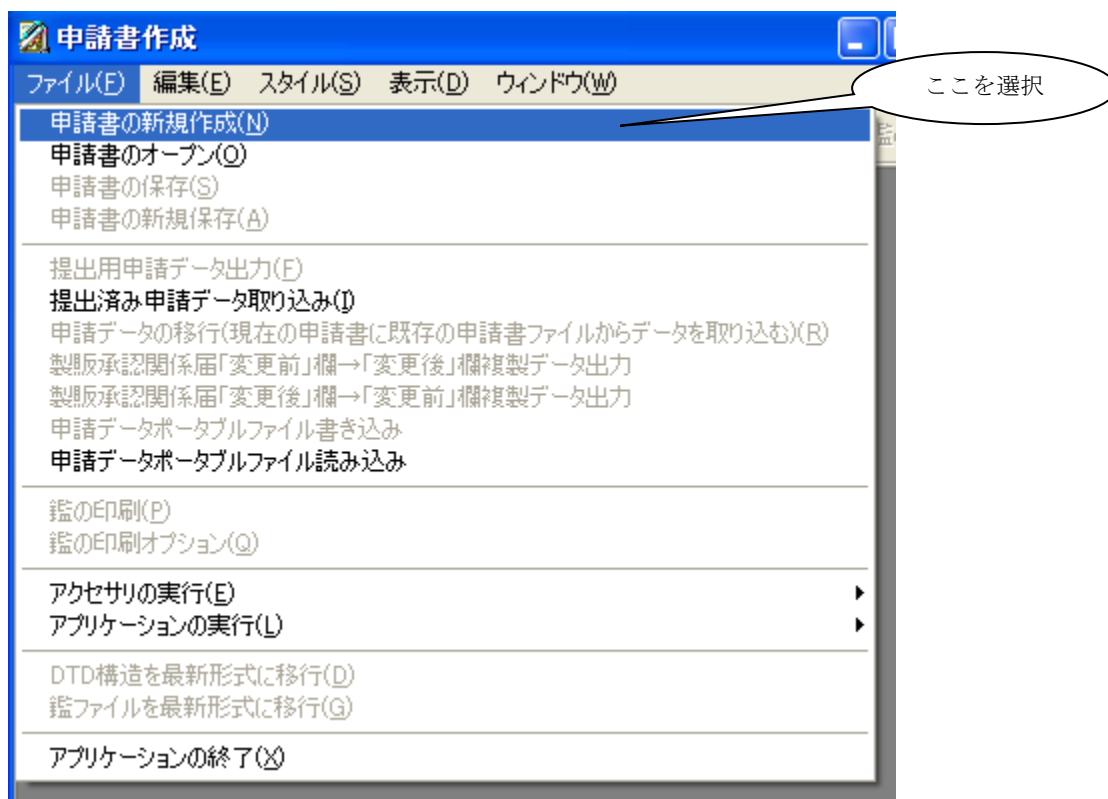 申請書作成
ファイル(F) 編集(E) スタイル(S) 表示(D) ウィンドウ(W)
ここを選択
申請書の新規作成(N)
申請書のオープン(O)
申請書の保存(S)
申請書の新規保存(A)
提出用申請データ出力(F)
提出済み申請データ取り込み(I)
申請データの移行(現在の申請書に既存の申請書ファイルからデータを取り込む)(R)
製販承認関係届「変更前」欄→「変更後」欄複製データ出力
製販承認関係届「変更後」欄→「変更前」欄複製データ出力
申請データポータブルファイル書き込み
申請データポータブルファイル読み込み
鑑の印刷(P)
鑑の印刷オプション(Q)
アクセサリの実行(E)
アプリケーションの実行(L)
DTD構造を最新形式に移行(D)
鑑ファイルを最新形式に移行(G)
アプリケーションの終了(X)